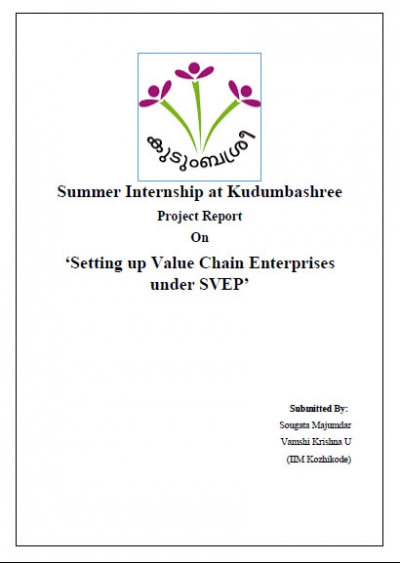 കുടുംബശ്രീ
Summer Internship at Kudumbashree
Project Report
On
‘Setting up Value Chain Enterprises
under SVEP’
Submitted By:
Sougata Majumdar
Vamshi Krishna U
(IIM Kozhikode)